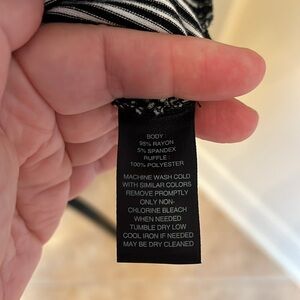 BODY :
95% RAYON
5% SPANDEX
RUFFLE :
100% POLYESTER
MACHINE WASH COLD
WITH SIMILAR COLORS
REMOVE PROMPTLY
ONLY NON-
CHLORINE BLEACH
WHEN NEEDED
TUMBLE DRY LOW
COOL IRON IF NEEDED
MAY BE DRY CLEANED